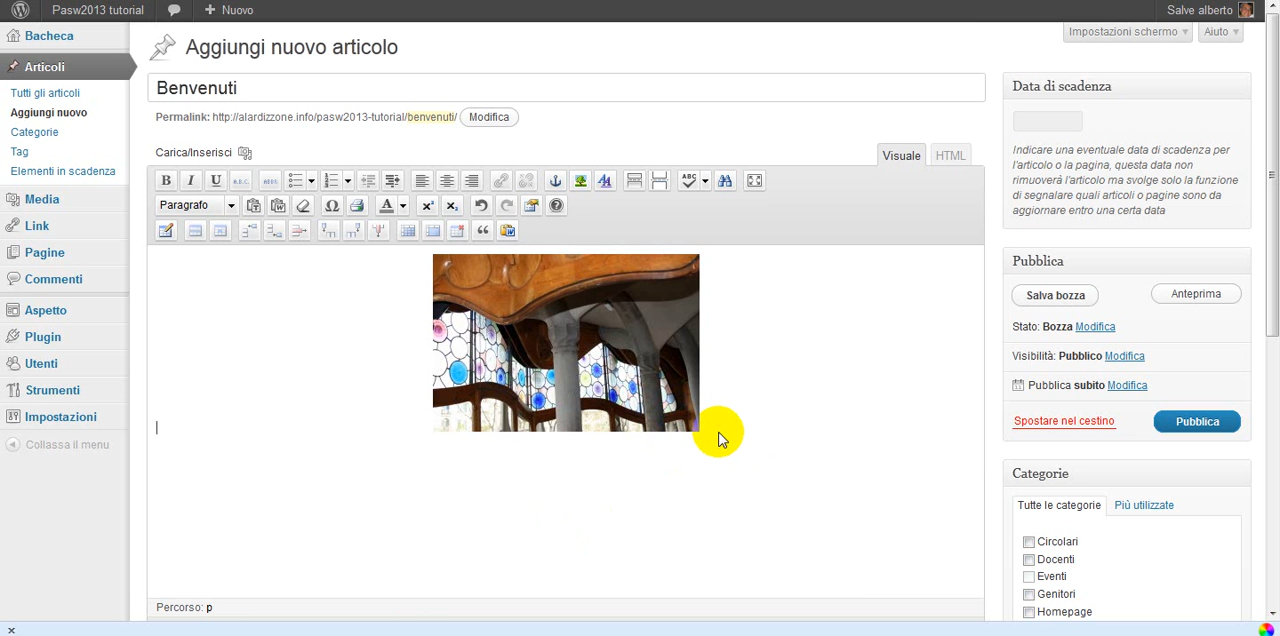 Pasw2013 tutorial
Nuovo
Salve alberto
Bacheca
Articoli
Tutti gli articoli
Aggiungi nuovo
Categorie
Tag
Elementi in scadenza
Media
Link
Pagine
Commenti
Aspetto
Plugin
Utenti
Strumenti
Impostazioni
Collassa il menu
Impostazioni schermo
Aiuto
Aggiungi nuovo articolo
Benvenuti
Permalink: http://alardizzone.info/pasw2013-tutorial/benvenuti/ Modifica
Carica/Inserisci
Visuale HTML
B I U ABC
Paragrafo
Percorso: p
Data di scadenza
Indicare una eventuale data di scadenza per
l'articolo o la pagina, questa data non
rimuoverà l'articolo ma svolge solo la funzione
di segnalare quali articoli o pagine sono da
aggiornare entro una certa data
Pubblica
Salva bozza Anteprima
Stato: Bozza Modifica
Visibilità: Pubblico Modifica
Pubblica subito Modifica
Spostare nel cestino Pubblica
Categorie
Tutte le categorie Più utilizzate
Circolari
Docenti
Eventi
Genitori
Homepage